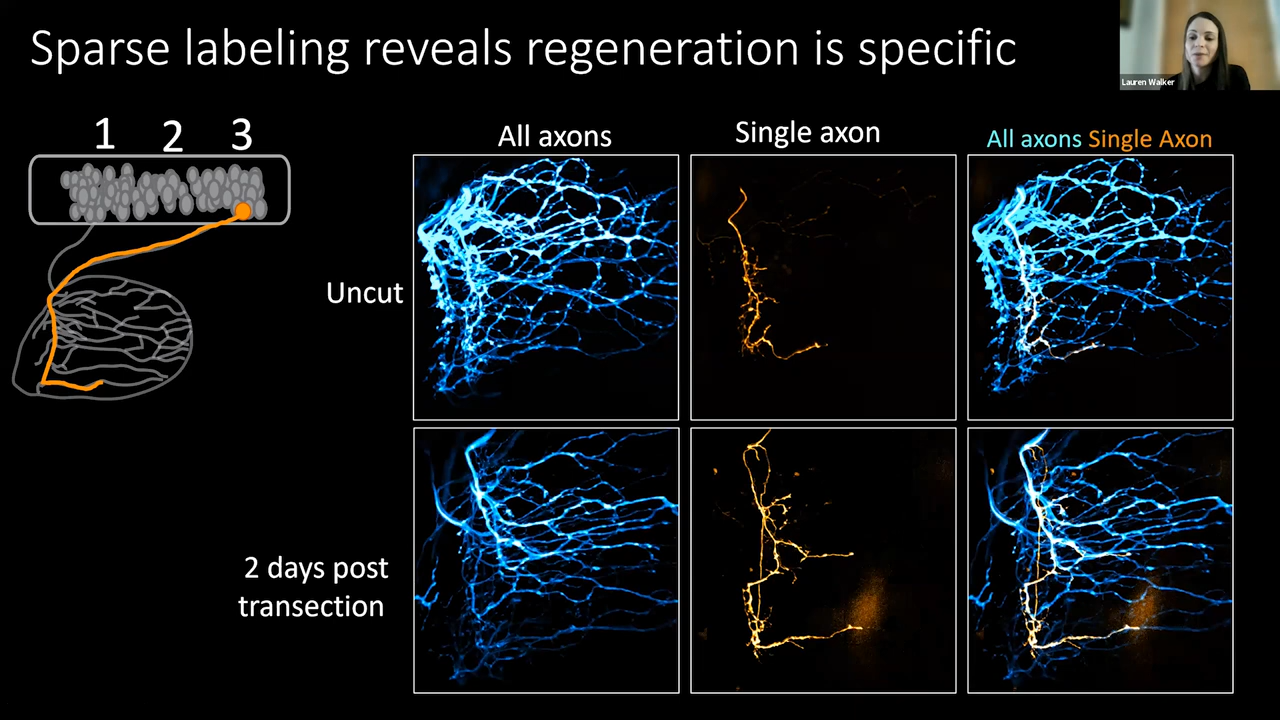 Sparse labeling reveals regeneration is specific
Lauren Walker
1 2 3
All axons
Single axon
All axons Single Axon
Uncut
2 days post
transection